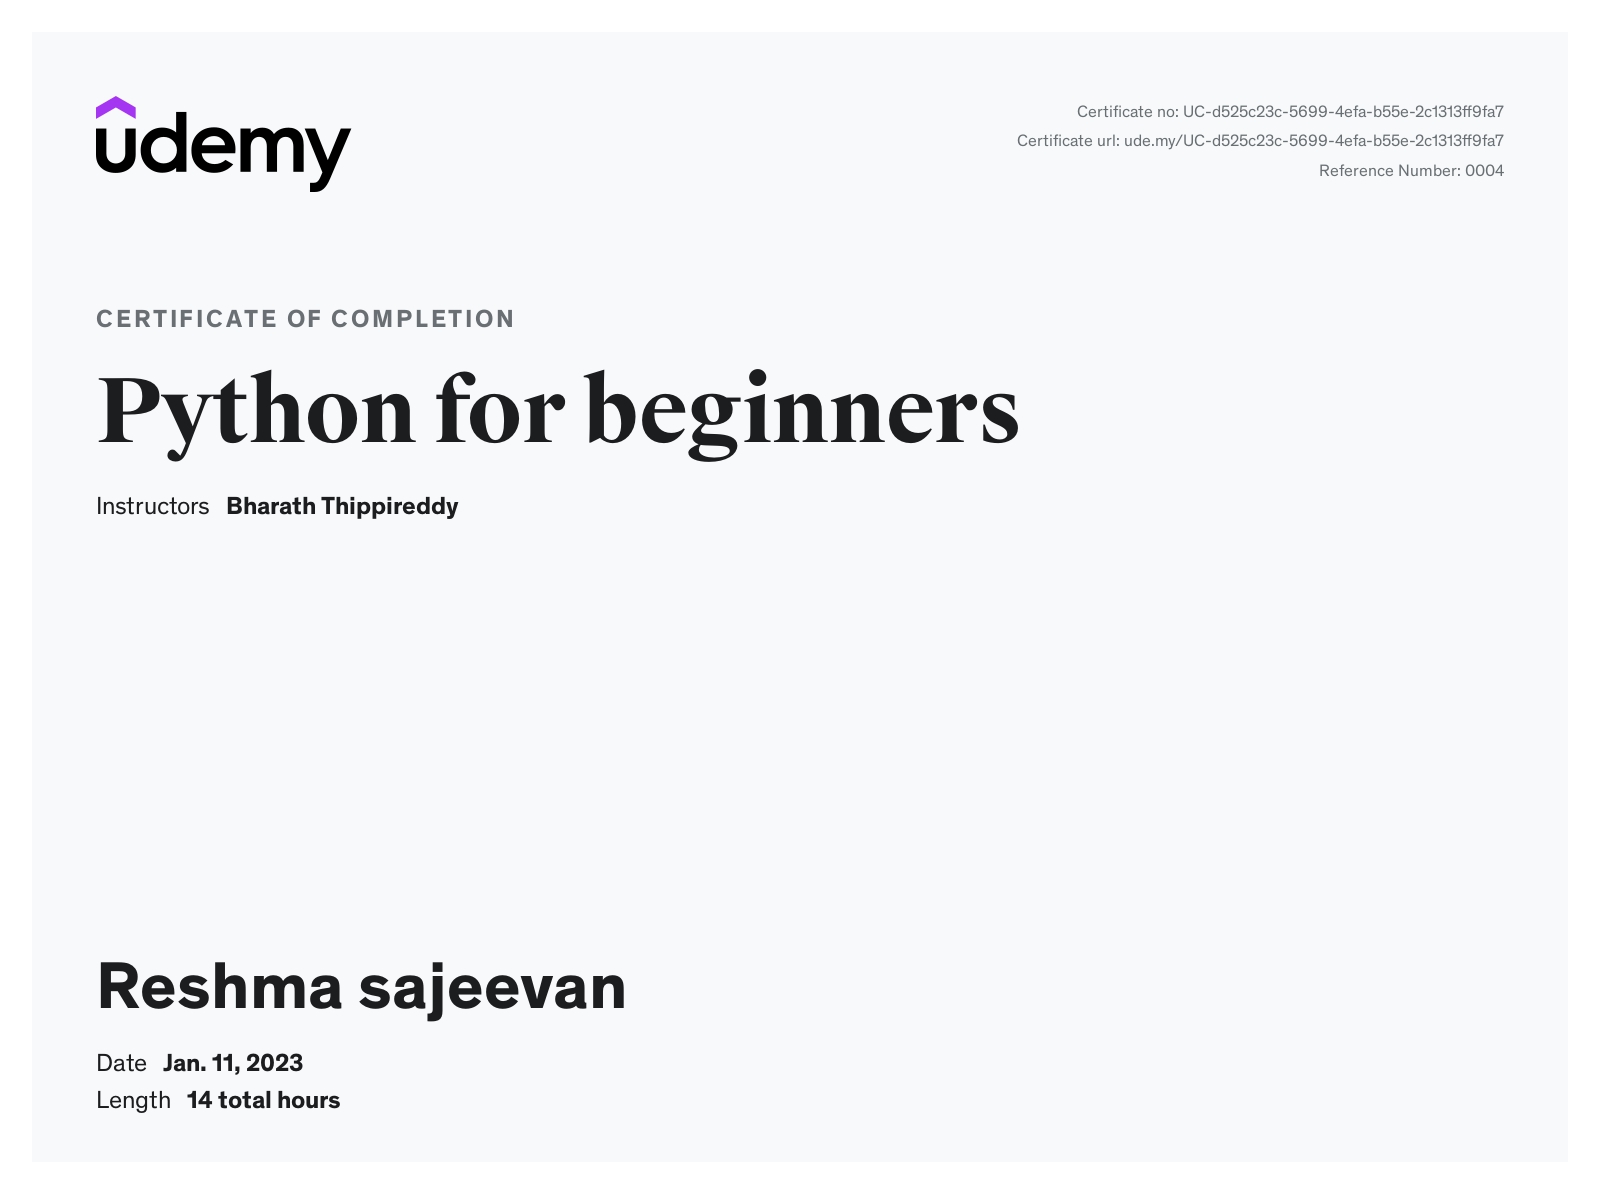 udemy
Certificate no: UC-d525c23c-5699-4efa-b55e-2c1313ff9fa7
Certificate url: ude.my/UC-d525c23c-5699-4efa-b55e-2c1313ff9fa7
Reference Number: 0004
CERTIFICATE OF COMPLETION
Python for beginners
Instructors Bharath Thippireddy
Reshma sajeevan
Date Jan. 11, 2023
Length 14 total hours